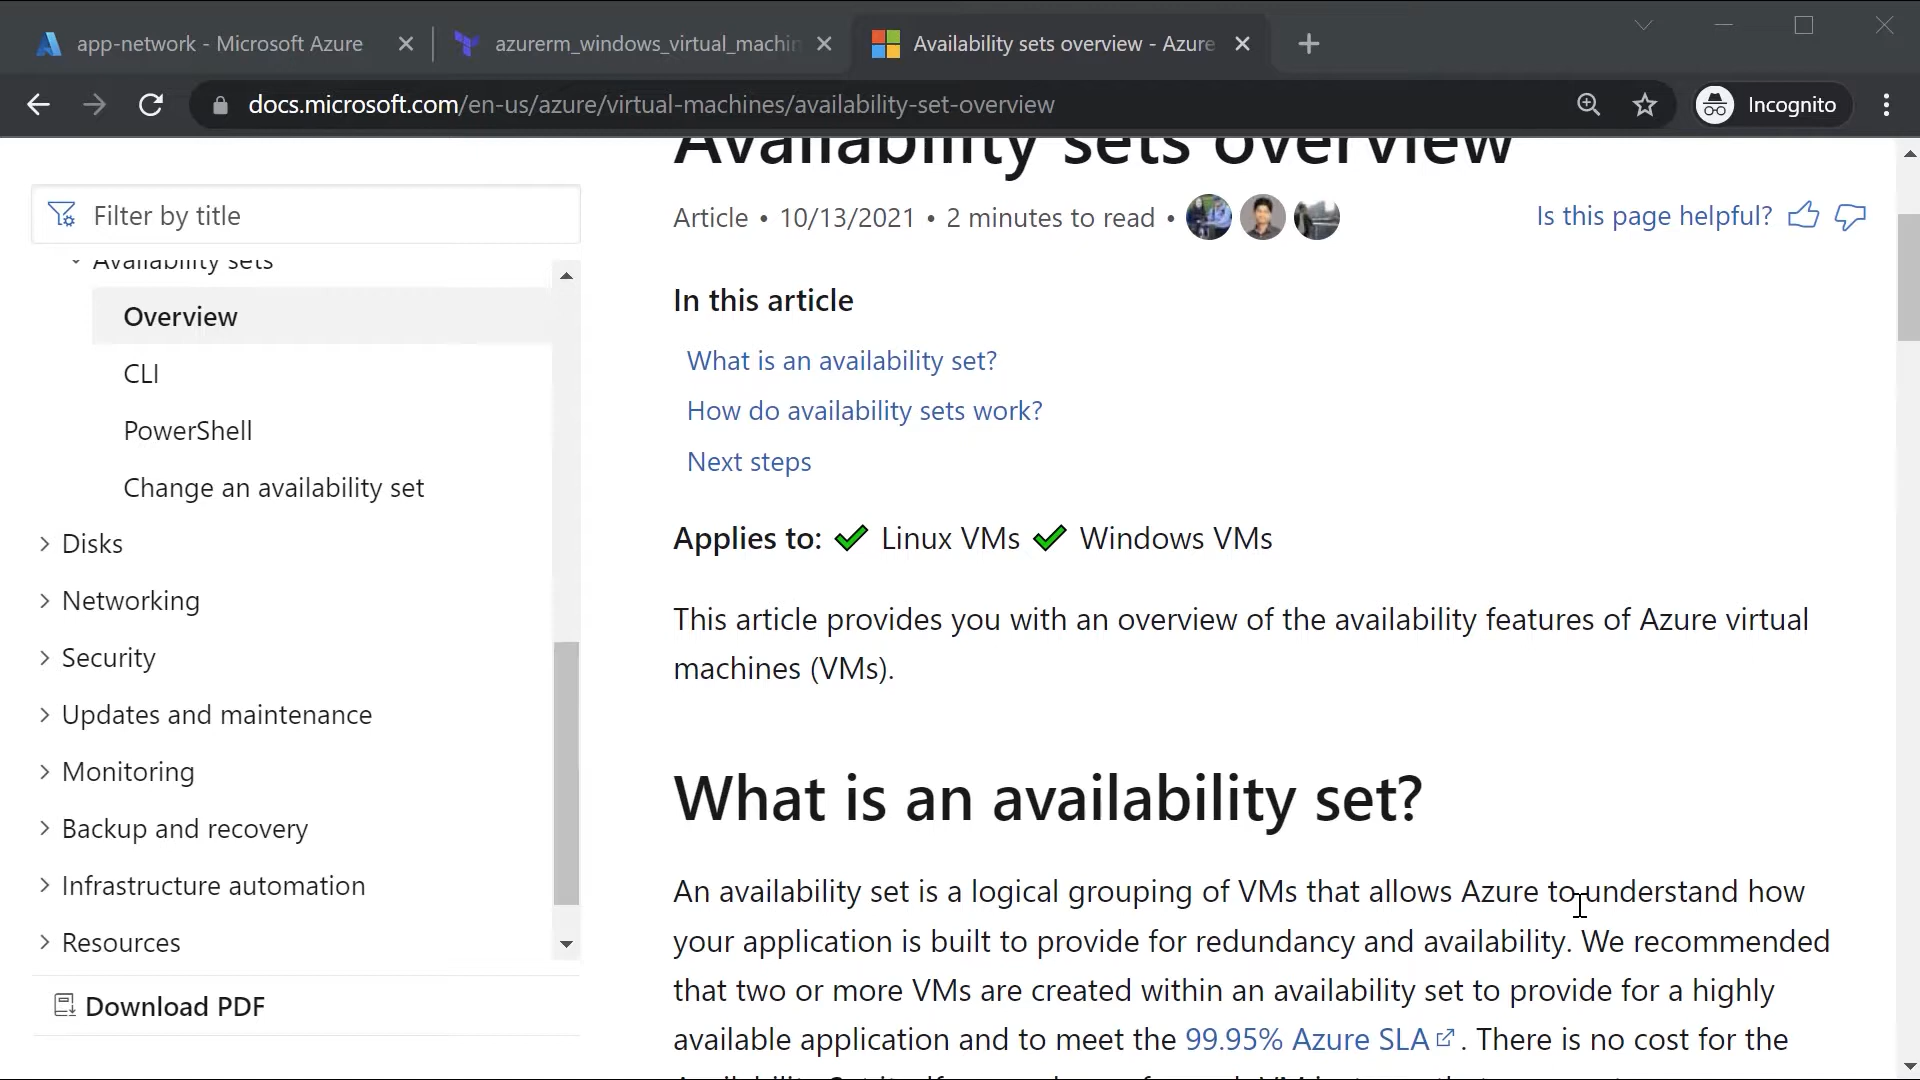 app-network - Microsoft Azure
azurerm_windows_virtual_machin
Availability sets overview - Azure
docs.microsoft.com/en-us/azure/virtual-machines/availability-set-overview
Incognito
Availability sets overview
Filter by title
Article • 10/13/2021 • 2 minutes to read •
Is this page helpful?
Availability sets
Overview
CLI
PowerShell
Change an availability set
Disks
Networking
Security
Updates and maintenance
Monitoring
Backup and recovery
Infrastructure automation
Resources
Download PDF
In this article
What is an availability set?
How do availability sets work?
Next steps
Applies to: ✔ Linux VMs ✔ Windows VMs
This article provides you with an overview of the availability features of Azure virtual
machines (VMs).
What is an availability set?
An availability set is a logical grouping of VMs that allows Azure to understand how
your application is built to provide for redundancy and availability. We recommended
that two or more VMs are created within an availability set to provide for a highly
available application and to meet the 99.95% Azure SLA. There is no cost for the